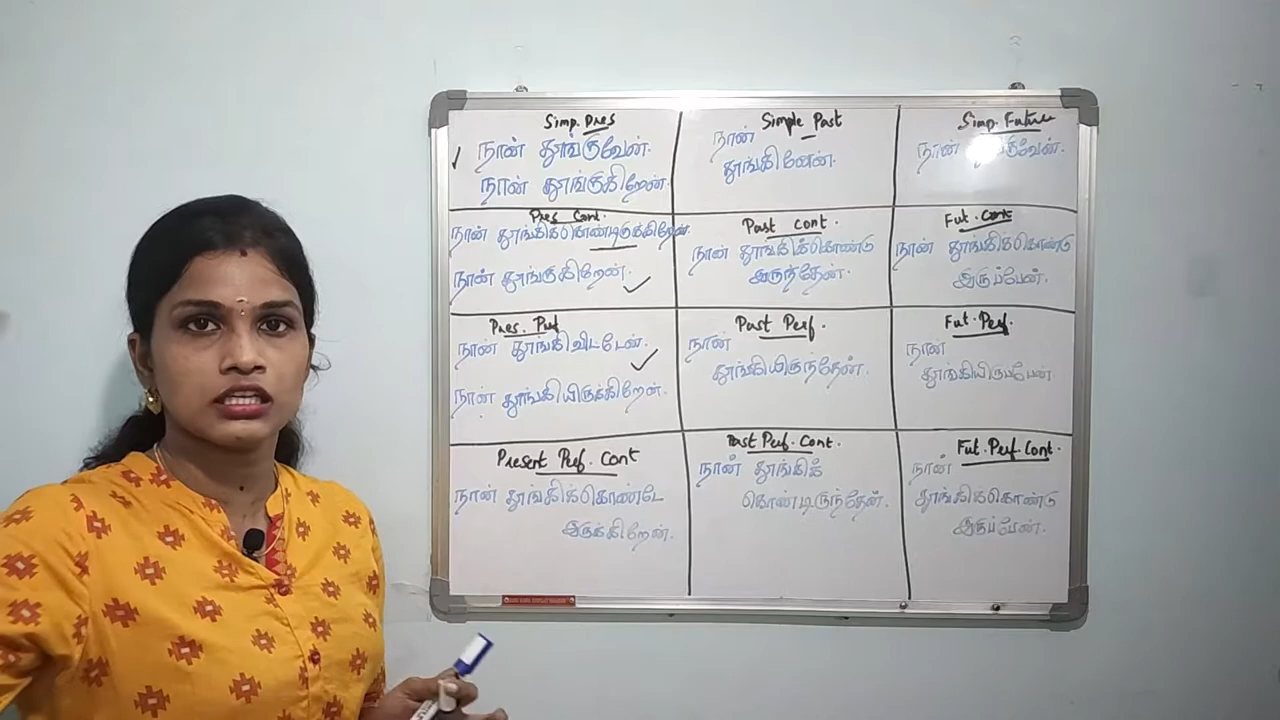 Simp. Pres
நான் தூங்குவேன்.
நான் தூங்குகிறேன்.
Simple Past
நான்
தூங்கினேன்.
Simp. Future
நான் தூங்குவேன்.
Pres Cont.
நான் தூங்கிக்கொண்டிருக்கிறேன்.
நான் தூங்குகிறேன்.
Past Cont.
நான் தூங்கிக்கொண்டு
இருந்தேன்.
Fut. Cont
நான் தூங்கிக்கொண்டு
இருப்பேன்.
Pres. Perf
நான் தூங்கிவிட்டேன்.
நான் தூங்கியிருக்கிறேன்.
Past Perf.
நான்
தூங்கியிருந்தேன்.
Fut. Perf.
நான்
தூங்கியிருப்பேன்
Present Perf. Cont
நான் தூங்கிக்கொண்டே
இருக்கிறேன்.
Past Perf. Cont.
நான் தூங்கிக்
கொண்டிருந்தேன்.
Fut. Perf. Cont.
நான்
தூங்கிக்கொண்டு
இருப்பேன்.